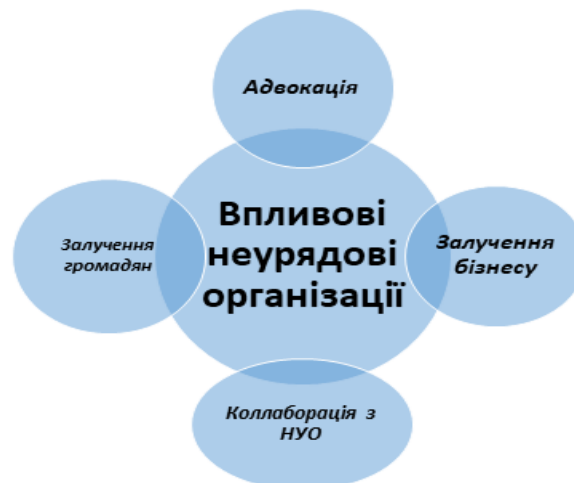 Адвокація
Впливові
неурядові
організації
Залучення
громадян
Залучення
бізнесу
Коллаборація з
НУО